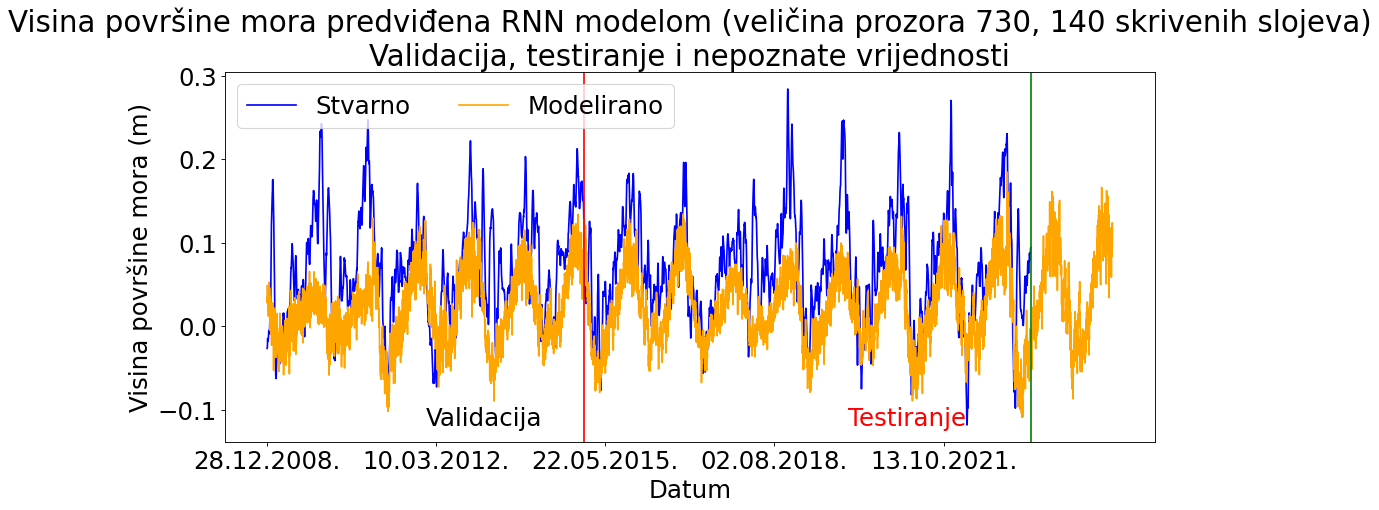 Visina površine mora predviđena RNN modelom (veličina prozora 730, 140 skrivenih slojeva)
Validacija, testiranje i nepoznate vrijednosti
Stvarno
Modelirano
Visina površine mora (m)
0.3
0.2
0.1
0.0
−0.1
Validacija
Testiranje
28.12.2008.
10.03.2012.
22.05.2015.
02.08.2018.
13.10.2021.
Datum